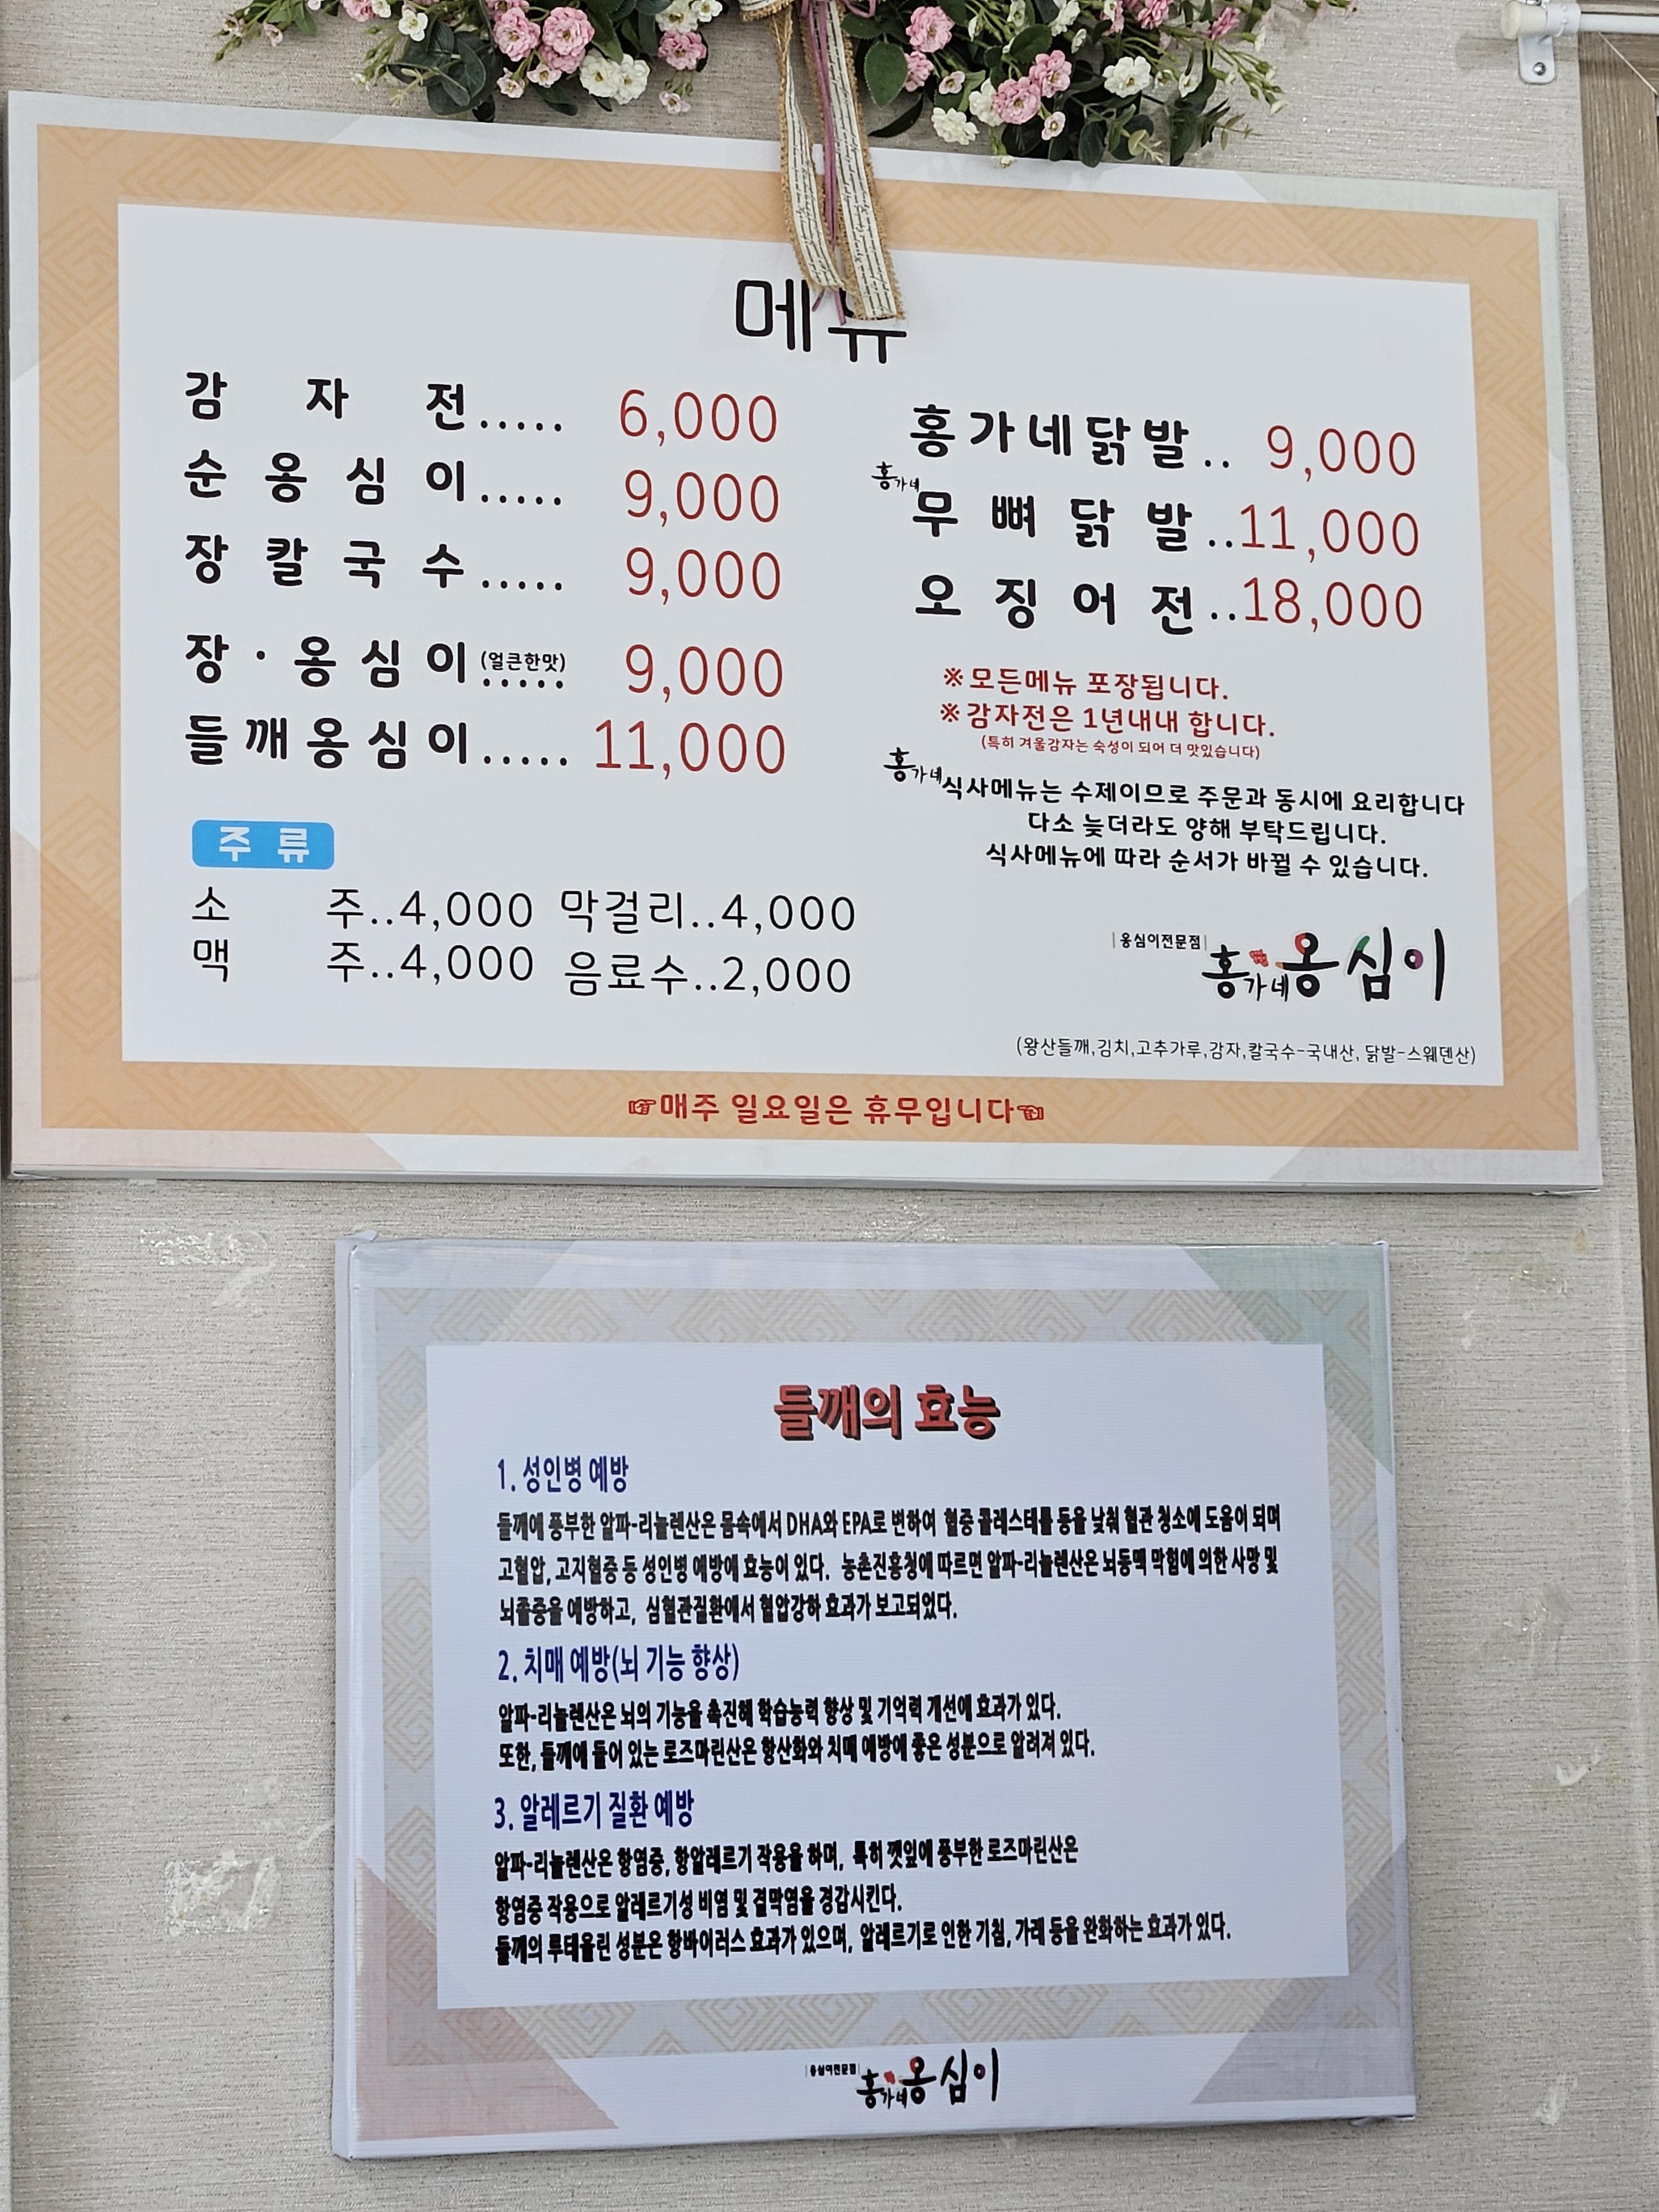 메뉴
감 자 전..... 6,000
순 옹 심 이..... 9,000
장 칼 국 수..... 9,000
장 · 옹 심 이 (얼큰한맛)..... 9,000
들깨옹심이..... 11,000
홍가네닭발.. 9,000
홍가네 무 뼈 닭 발..11,000
오 징 어 전..18,000
※ 모든메뉴 포장됩니다.
※ 감자전은 1년내내 합니다.
(특히 겨울감자는 숙성이 되어 더 맛있습니다)
홍가네 식사메뉴는 수제이므로 주문과 동시에 요리합니다
다소 늦더라도 양해 부탁드립니다.
식사메뉴에 따라 순서가 바뀔 수 있습니다.
주 류
소 주..4,000 막걸리..4,000
맥 주..4,000 음료수..2,000
|옹심이전문점| 홍가네 옹심이
(왕산들깨,김치,고추가루,감자,칼국수-국내산, 닭발-스웨덴산)
☞매주 일요일은 휴무입니다☜
들깨의 효능
1. 성인병 예방
들깨에 풍부한 알파-리놀렌산은 몸속에서 DHA와 EPA로 변하여 혈중 콜레스테롤 등을 낮춰 혈관 청소에 도움이 되며
고혈압, 고지혈증 등 성인병 예방에 효능이 있다. 농촌진흥청에 따르면 알파-리놀렌산은 뇌동맥 막힘에 의한 사망 및
뇌졸중을 예방하고, 심혈관질환에서 혈압강하 효과가 보고되었다.
2. 치매 예방(뇌 기능 향상)
알파-리놀렌산은 뇌의 기능을 촉진해 학습능력 향상 및 기억력 개선에 효과가 있다.
또한, 들깨에 들어 있는 로즈마린산은 항산화와 치매 예방에 좋은 성분으로 알려져 있다.
3. 알레르기 질환 예방
알파-리놀렌산은 항염증, 항알레르기 작용을 하며, 특히 깻잎에 풍부한 로즈마린산은
항염증 작용으로 알레르기성 비염 및 결막염을 경감시킨다.
들깨의 루테올린 성분은 항바이러스 효과가 있으며, 알레르기로 인한 기침, 가래 등을 완화하는 효과가 있다.
|옹심이전문점| 홍가네 옹심이